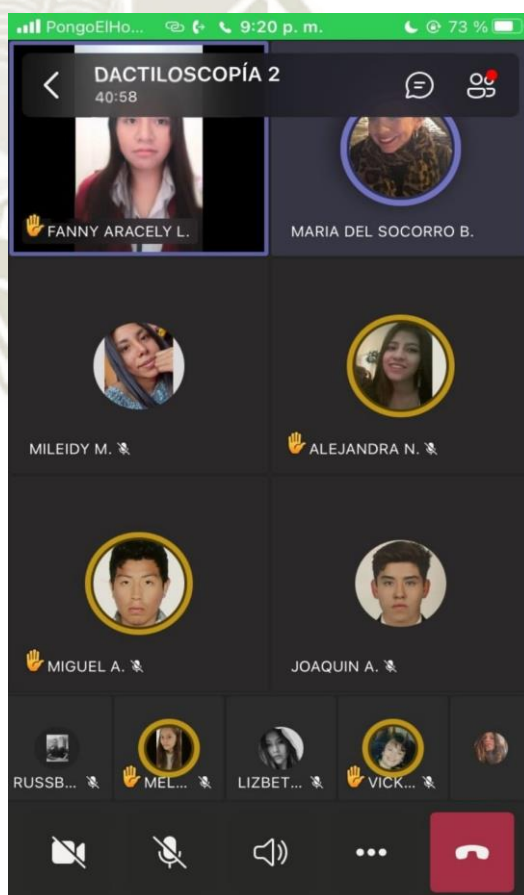 PongoElHo... 9:20 p. m. 73 %
DACTILOSCOPÍA 2
40:58
FANNY ARACELY L.
MARIA DEL SOCORRO B.
MILEIDY M.
ALEJANDRA N.
MIGUEL A.
JOAQUIN A.
RUSSB... MEL... LIZBET... VICK...